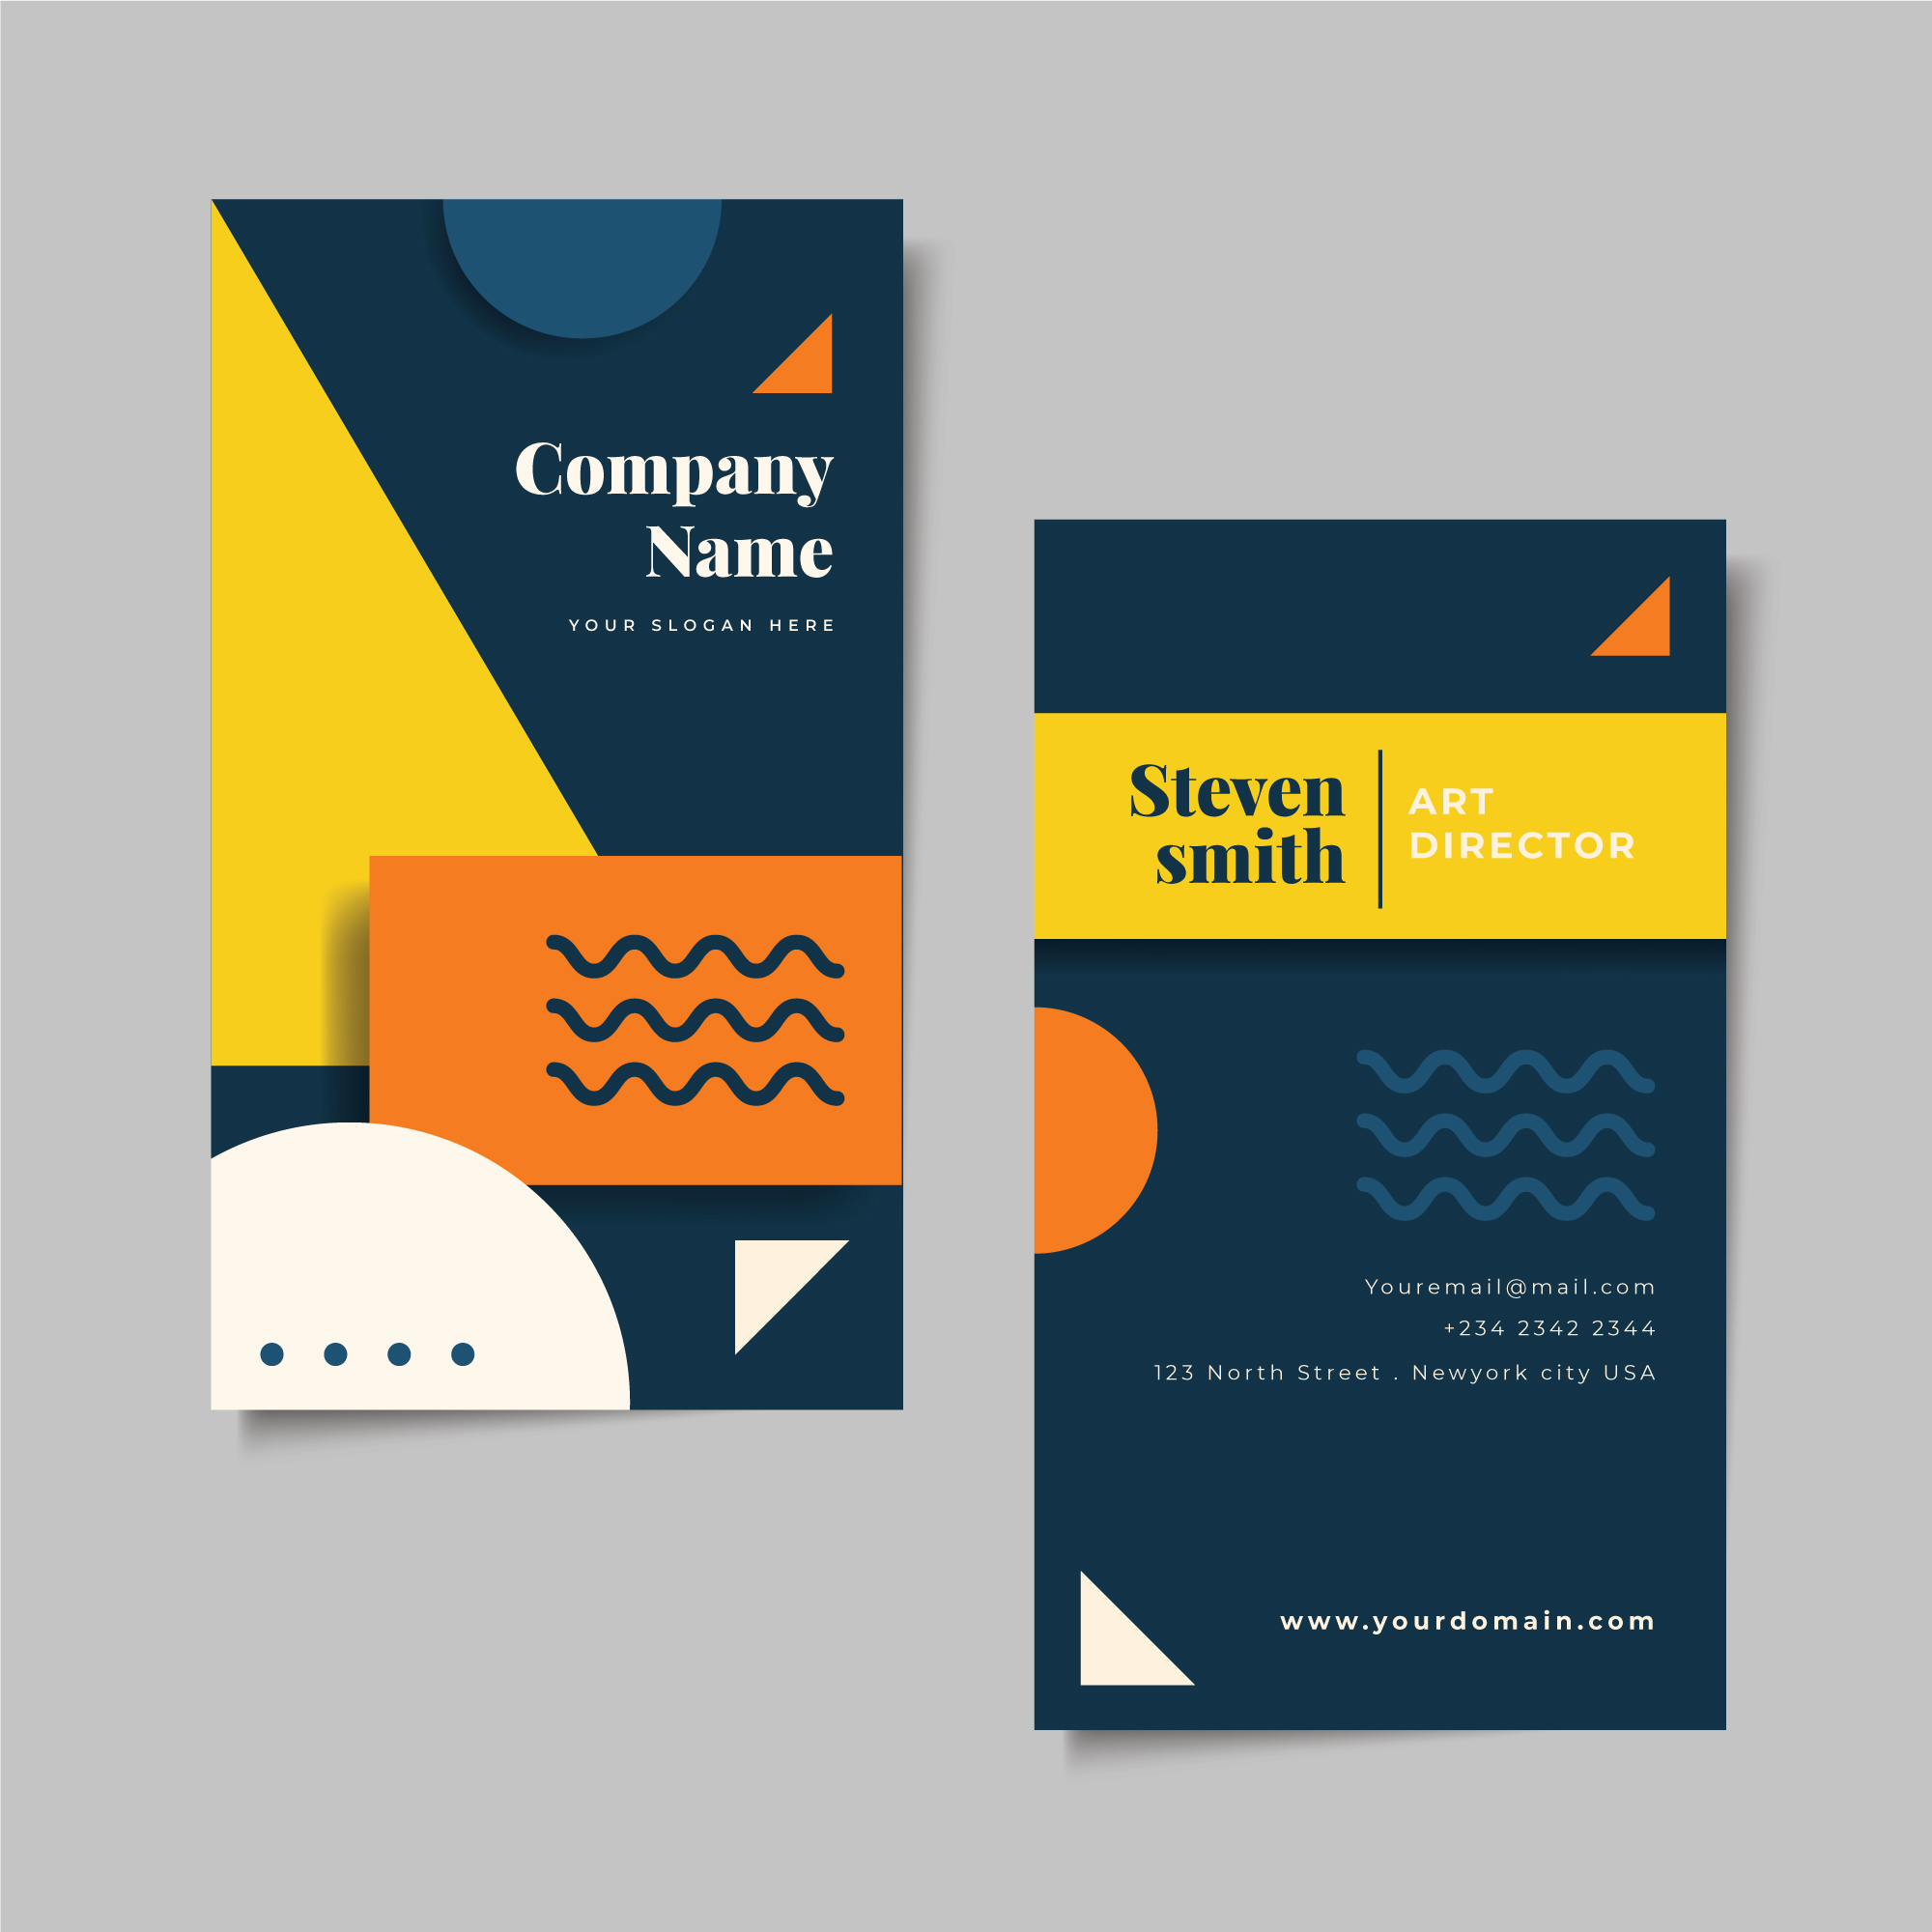 Company
Name
YOUR SLOGAN HERE
Steven
smith
ART
DIRECTOR
Youremail@mail.com
+234 2342 2344
123 North Street . Newyork city USA
www.yourdomain.com